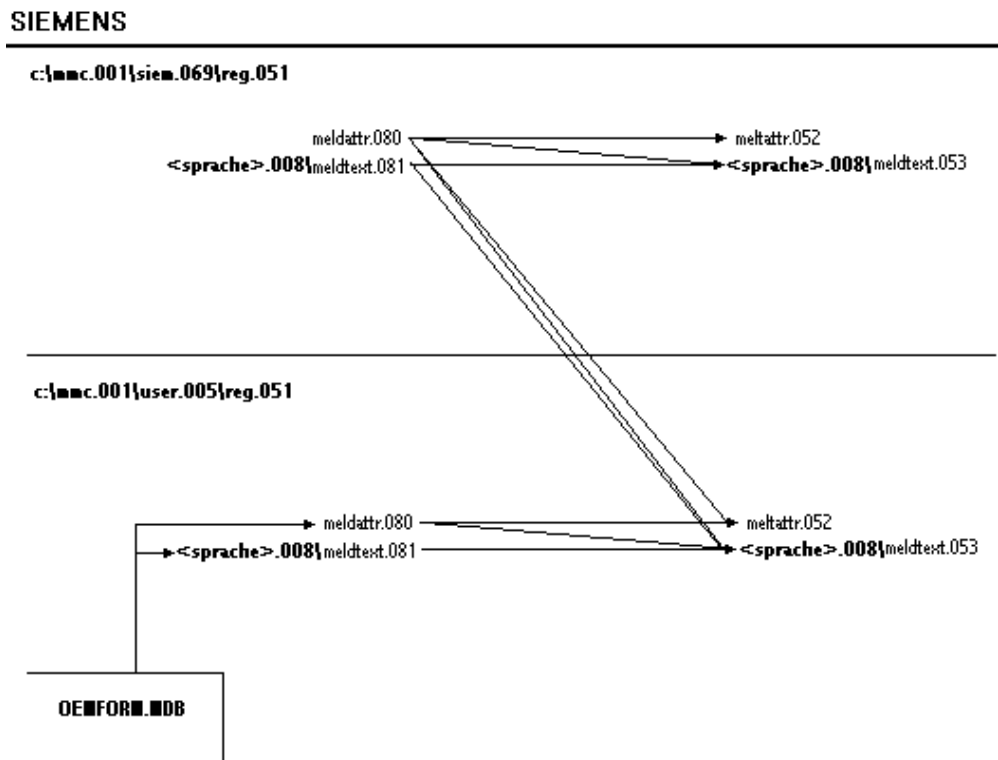 SIEMENS
c:\mmc.001\siem.069\reg.051
meldattr.080
meltattr.052
<sprache>.008\meldtext.081
<sprache>.008\meldtext.053
c:\mmc.001\user.005\reg.051
meldattr.080
meltattr.052
<sprache>.008\meldtext.081
<sprache>.008\meldtext.053
OEMFORM.MDB